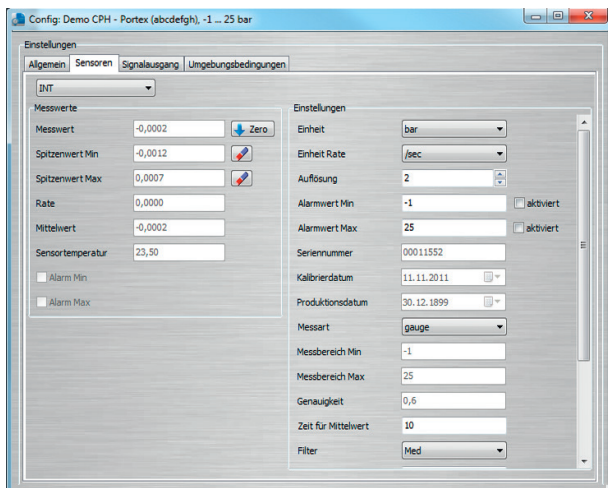 Config: Demo CPH - Portex (abcdefgh), -1 ... 25 bar
Einstellungen
Allgemein Sensoren Signalausgang Umgebungsbedingungen
INT
Messwerte
Messwert -0,0002 Zero
Spitzenwert Min -0,0012
Spitzenwert Max 0,0007
Rate 0,0000
Mittelwert -0,0002
Sensortemperatur 23,50
Alarm Min
Alarm Max
Einstellungen
Einheit bar
Einheit Rate /sec
Auflösung 2
Alarmwert Min -1 aktiviert
Alarmwert Max 25 aktiviert
Seriennummer 00011552
Kalibrierdatum 11.11.2011
Produktionsdatum 30.12.1899
Messart gauge
Messbereich Min -1
Messbereich Max 25
Genauigkeit 0,6
Zeit für Mittelwert 10
Filter Med